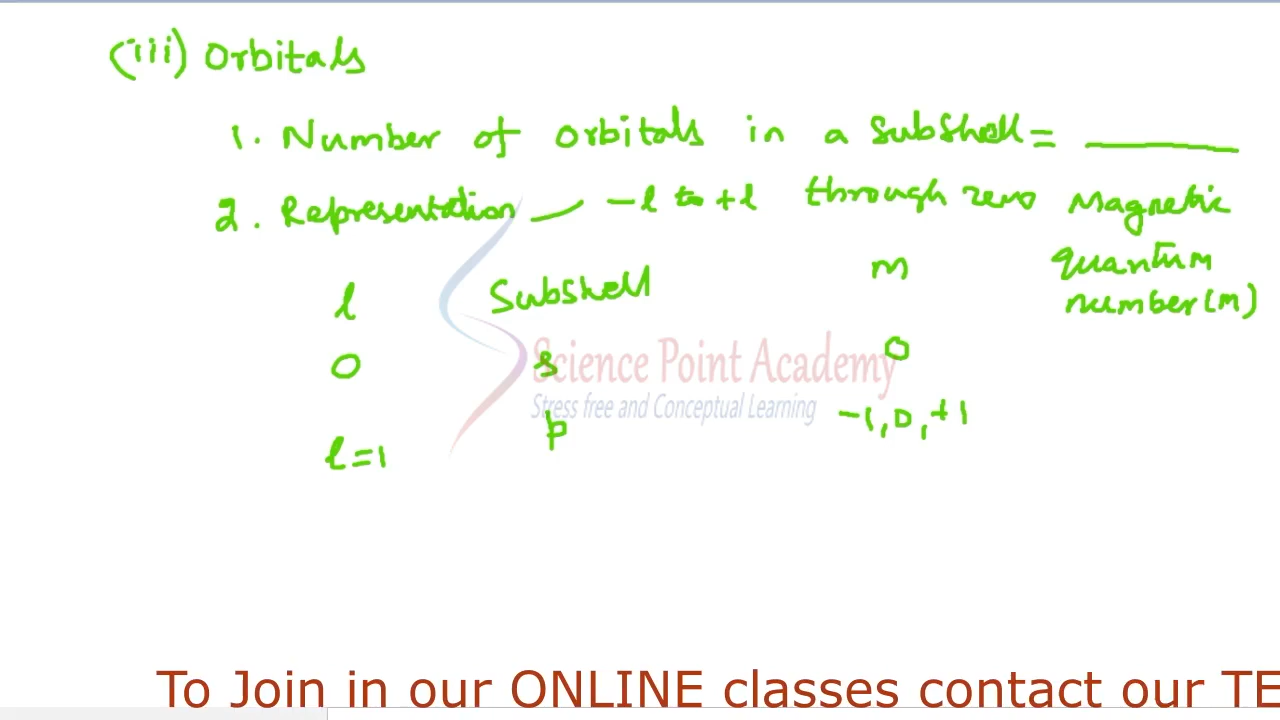 (iii) Orbitals
1. Number of orbitals in a Subshell = ______
2. Representation — -l to +l through zero Magnetic
quantum
number (m)
l Subshell m
0 s 0
l=1 p -1, 0, +1
Science Point Academy
Stress free and Conceptual Learning
To Join in our ONLINE classes contact our TE